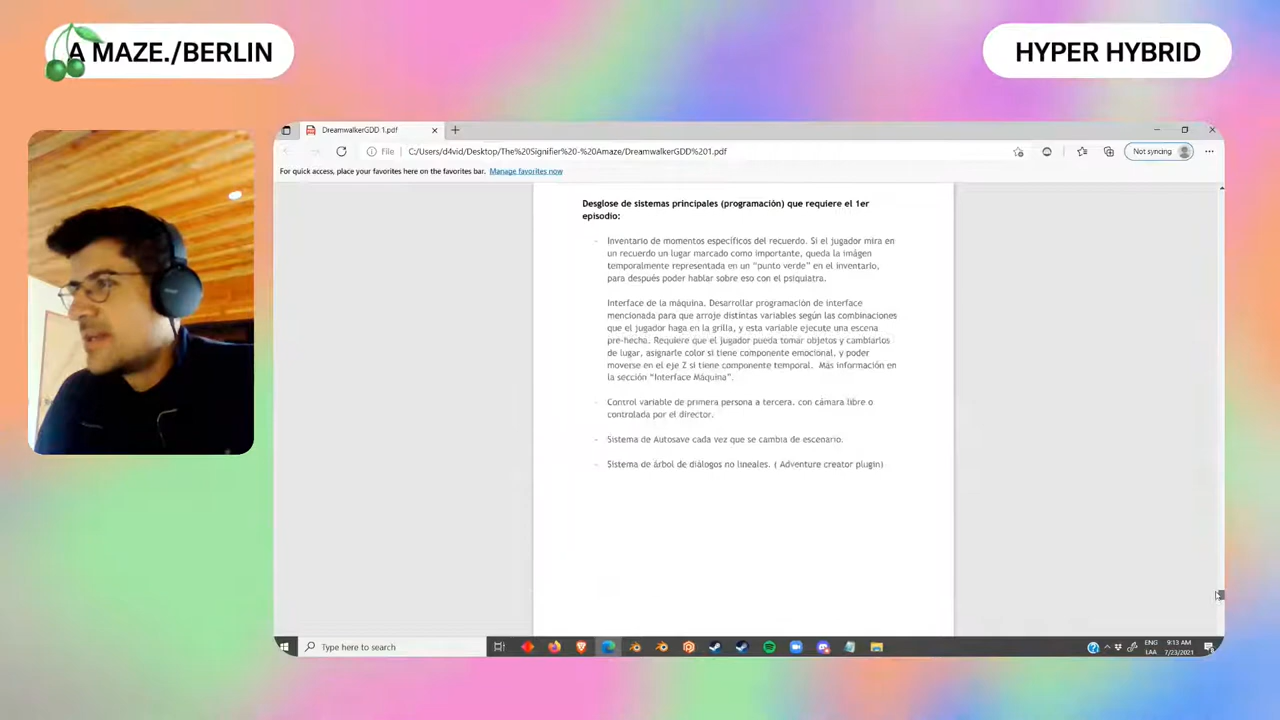 A MAZE./BERLIN
HYPER HYBRID
DreamwalkerGDD 1.pdf
File
C:/Users/d4vid/Desktop/The%20Signifier%20-%20Amaze/DreamwalkerGDD%201.pdf
Not syncing
For quick access, place your favorites here on the favorites bar. Manage favorites now
Desglose de sistemas principales (programación) que requiere el 1er
episodio:
- Inventario de momentos específicos del recuerdo. Si el jugador mira en
un recuerdo un lugar marcado como importante, queda la imágen
temporalmente representada en un "punto verde" en el inventario,
para después poder hablar sobre eso con el psiquiatra.
Interface de la máquina. Desarrollar programación de interface
mencionada para que arroje distintas variables según las combinaciones
que el jugador haga en la grilla, y esta variable ejecute una escena
pre-hecha. Requiere que el jugador pueda tomar objetos y cambiarlos
de lugar, asignarle color si tiene componente emocional, y poder
moverse en el eje Z si tiene componente temporal. Más información en
la sección "Interface Máquina".
- Control variable de primera persona a tercera, con cámara libre o
controlada por el director.
- Sistema de Autosave cada vez que se cambia de escenario.
- Sistema de árbol de diálogos no lineales. ( Adventure creator plugin)
Type here to search
ENG
LAA
9:13 AM
7/23/2021